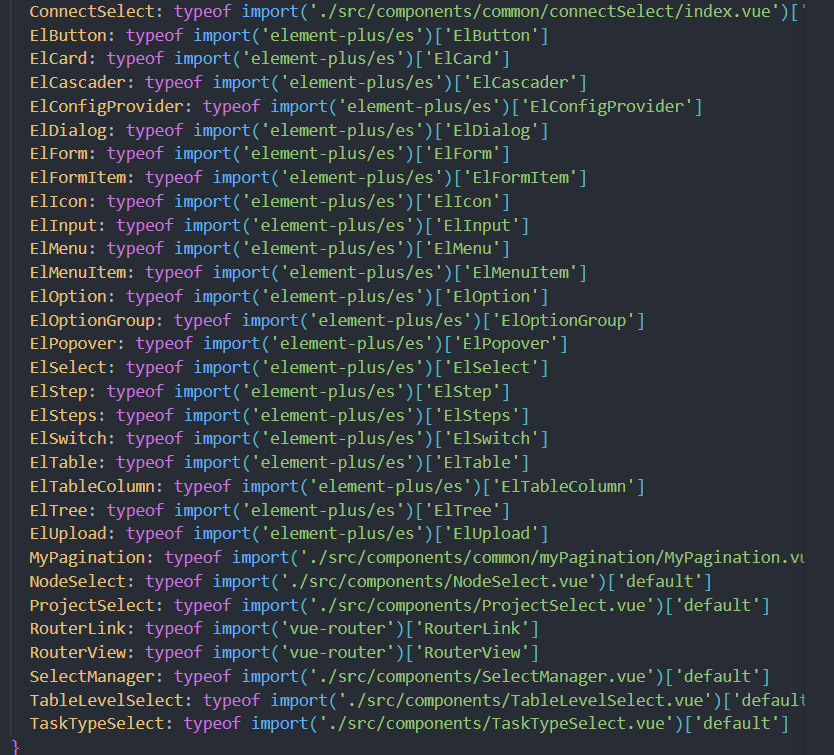 ConnectSelect: typeof import('./src/components/common/connectSelect/index.vue')['
ElButton: typeof import('element-plus/es')['ElButton']
ElCard: typeof import('element-plus/es')['ElCard']
ElCascader: typeof import('element-plus/es')['ElCascader']
ElConfigProvider: typeof import('element-plus/es')['ElConfigProvider']
ElDialog: typeof import('element-plus/es')['ElDialog']
ElForm: typeof import('element-plus/es')['ElForm']
ElFormItem: typeof import('element-plus/es')['ElFormItem']
ElIcon: typeof import('element-plus/es')['ElIcon']
ElInput: typeof import('element-plus/es')['ElInput']
ElMenu: typeof import('element-plus/es')['ElMenu']
ElMenuItem: typeof import('element-plus/es')['ElMenuItem']
ElOption: typeof import('element-plus/es')['ElOption']
ElOptionGroup: typeof import('element-plus/es')['ElOptionGroup']
ElPopover: typeof import('element-plus/es')['ElPopover']
ElSelect: typeof import('element-plus/es')['ElSelect']
ElStep: typeof import('element-plus/es')['ElStep']
ElSteps: typeof import('element-plus/es')['ElSteps']
ElSwitch: typeof import('element-plus/es')['ElSwitch']
ElTable: typeof import('element-plus/es')['ElTable']
ElTableColumn: typeof import('element-plus/es')['ElTableColumn']
ElTree: typeof import('element-plus/es')['ElTree']
ElUpload: typeof import('element-plus/es')['ElUpload']
MyPagination: typeof import('./src/components/common/myPagination/MyPagination.vu
NodeSelect: typeof import('./src/components/NodeSelect.vue')['default']
ProjectSelect: typeof import('./src/components/ProjectSelect.vue')['default']
RouterLink: typeof import('vue-router')['RouterLink']
RouterView: typeof import('vue-router')['RouterView']
SelectManager: typeof import('./src/components/SelectManager.vue')['default']
TableLevelSelect: typeof import('./src/components/TableLevelSelect.vue')['default
TaskTypeSelect: typeof import('./src/components/TaskTypeSelect.vue')['default']
}